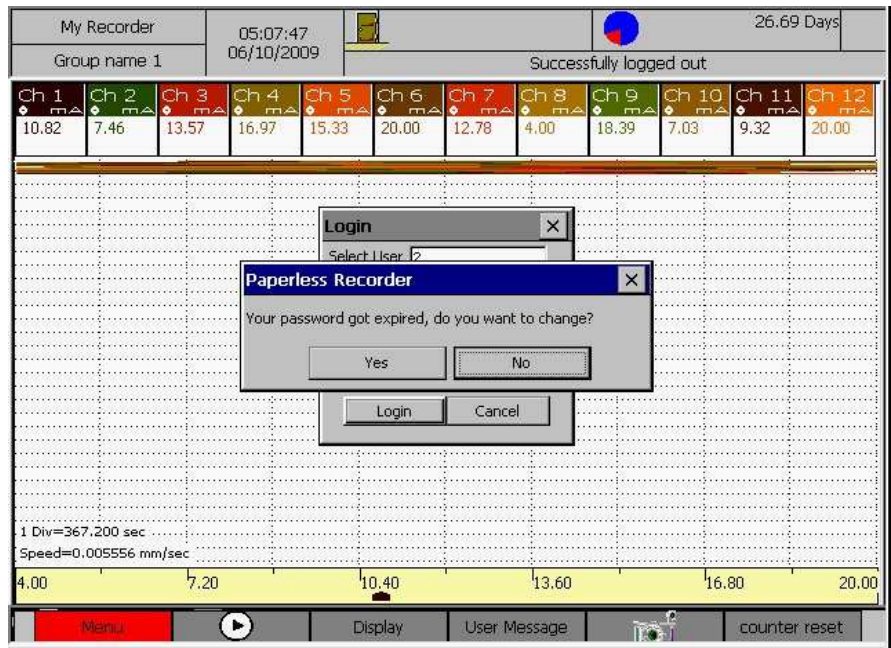 My Recorder
05:07:47
26.69 Days
Group name 1
06/10/2009
Successfully logged out
Ch 1 Ch 2 Ch 3 Ch 4 Ch 5 Ch 6 Ch 7 Ch 8 Ch 9 Ch 10 Ch 11 Ch 12
mA mA mA mA mA mA mA mA mA mA mA mA
10.82 7.46 13.57 16.97 15.33 20.00 12.78 4.00 18.39 7.03 9.32 20.00
Login
Select User 2
Paperless Recorder
Your password got expired, do you want to change?
Yes No
Login Cancel
1 Div=367.200 sec
Speed=0.005556 mm/sec
4.00 7.20 10.40 13.60 16.80 20.00
Menu Display User Message counter reset